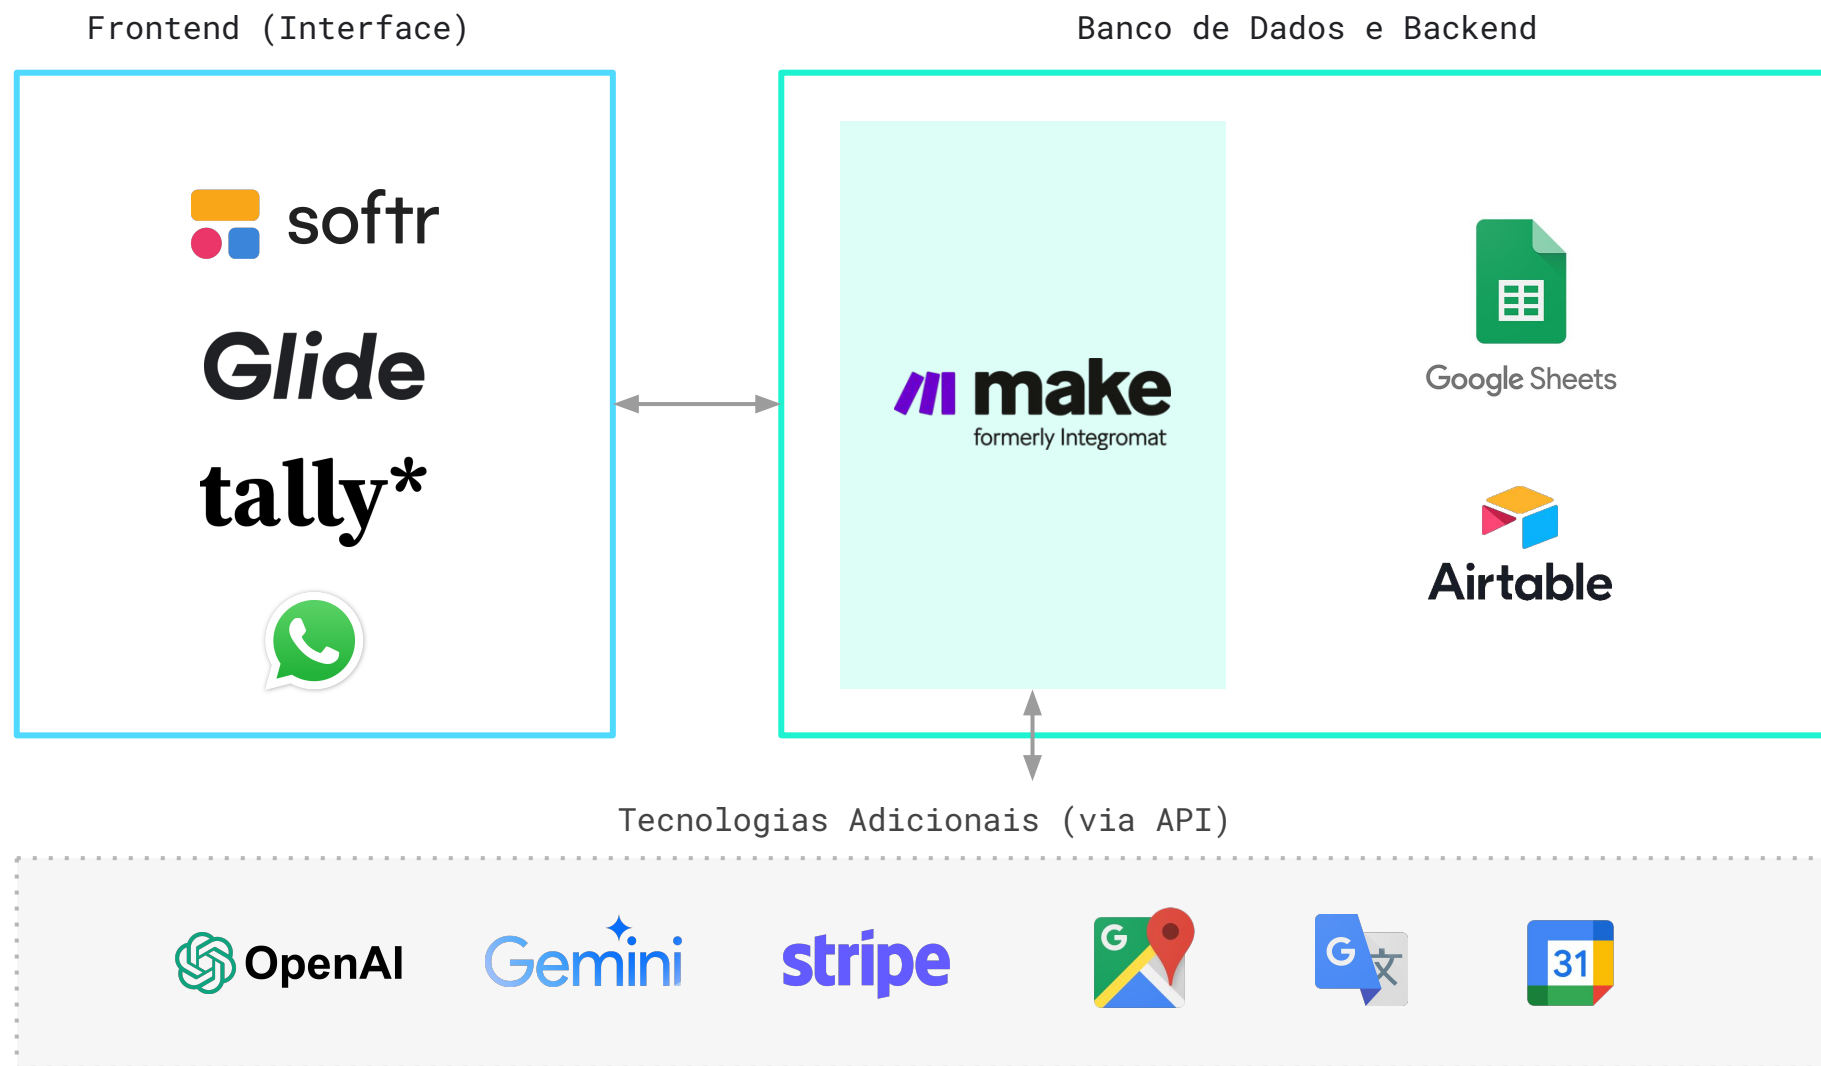 Frontend (Interface)
Banco de Dados e Backend
softr
Glide
tally*
make
formerly Integromat
Google Sheets
Airtable
Tecnologias Adicionais (via API)
OpenAI
Gemini
stripe
G
G
文
31